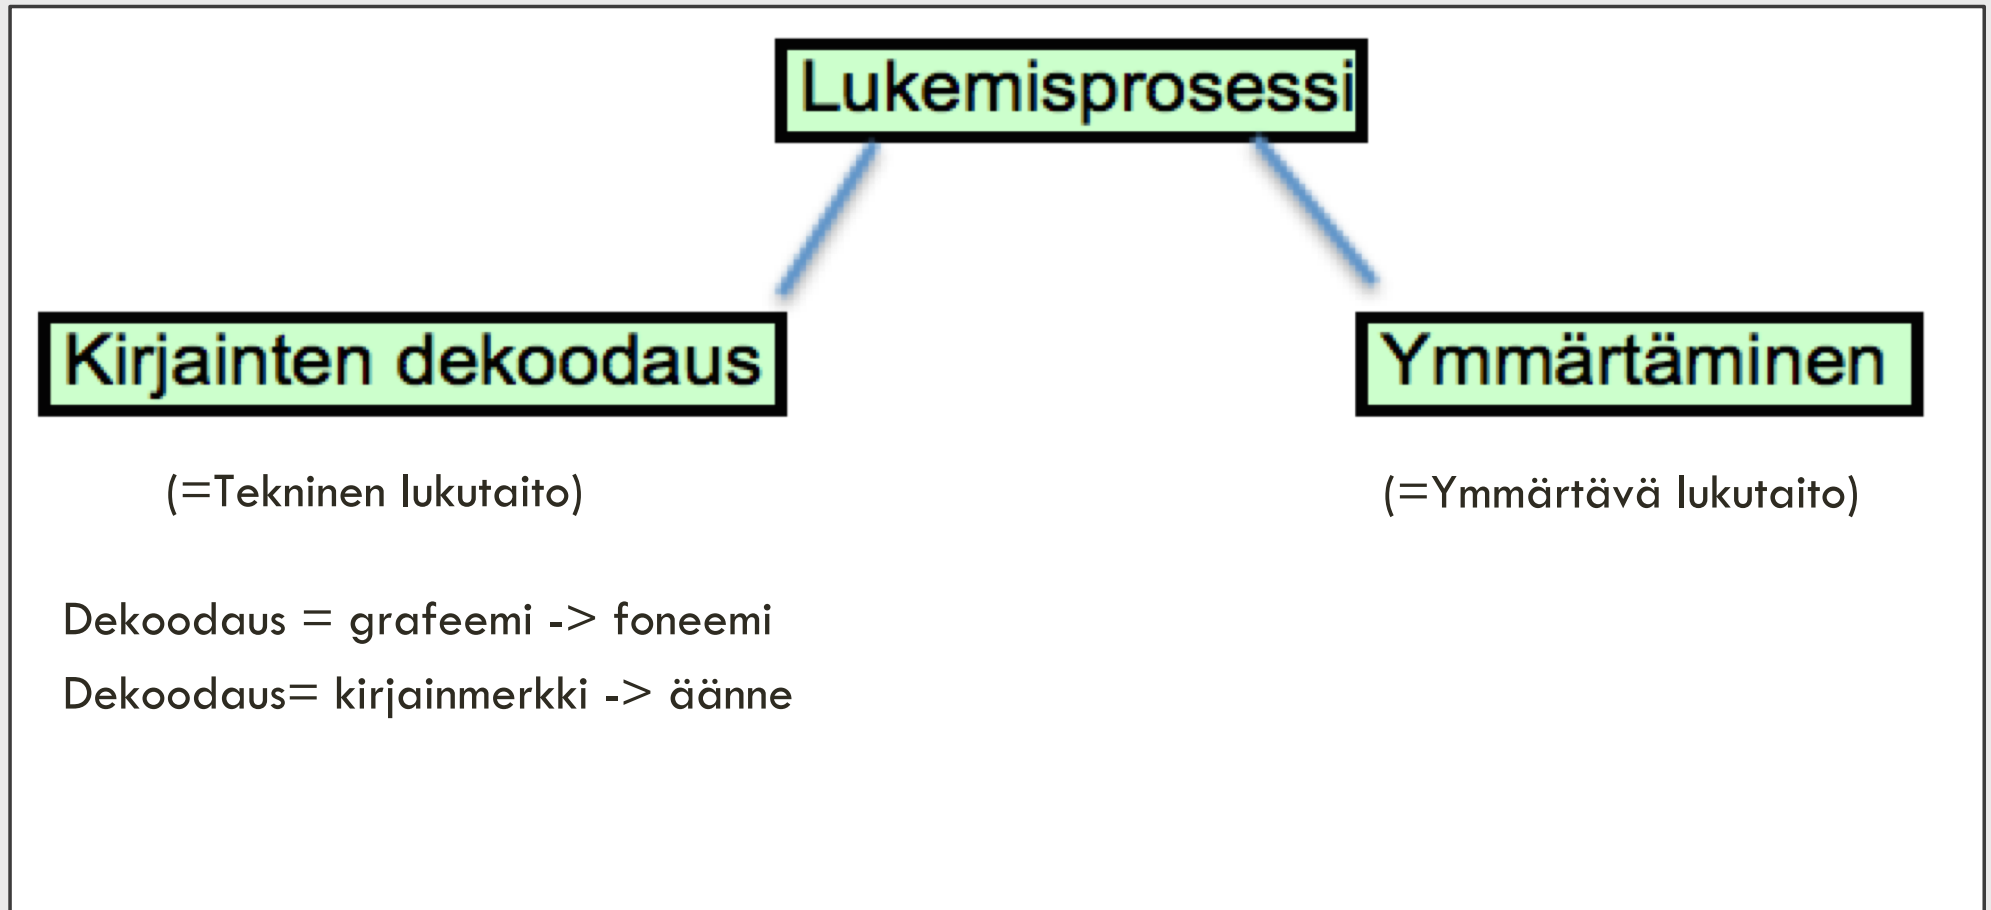 Lukemisprosessi
Kirjainten dekoodaus
Ymmärtäminen
(=Tekninen lukutaito)
(=Ymmärtävä lukutaito)
Dekoodaus = grafeemi -> foneemi
Dekoodaus= kirjainmerkki -> äänne